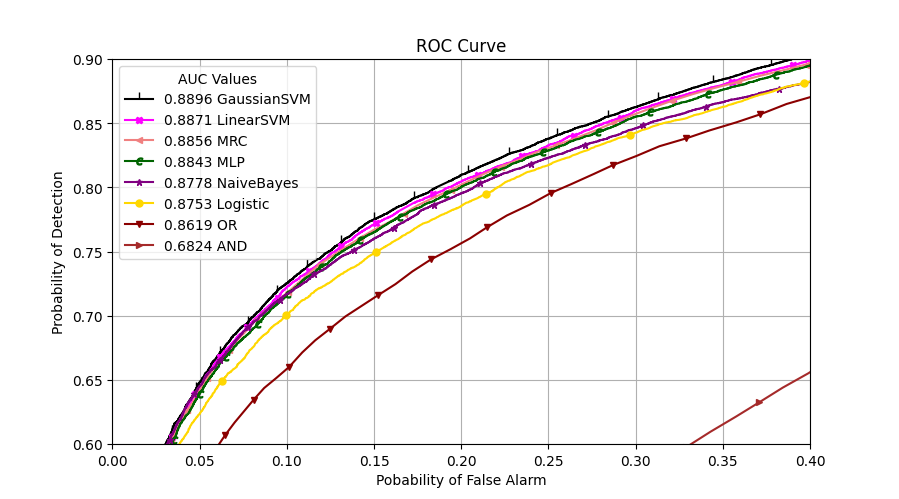 ROC Curve
0.90
0.85
0.80
0.75
0.70
0.65
0.60
Probability of Detection
AUC Values
0.8896 GaussianSVM
0.8871 LinearSVM
0.8856 MRC
0.8843 MLP
0.8778 NaiveBayes
0.8753 Logistic
0.8619 OR
0.6824 AND
0.00 0.05 0.10 0.15 0.20 0.25 0.30 0.35 0.40
Pobability of False Alarm